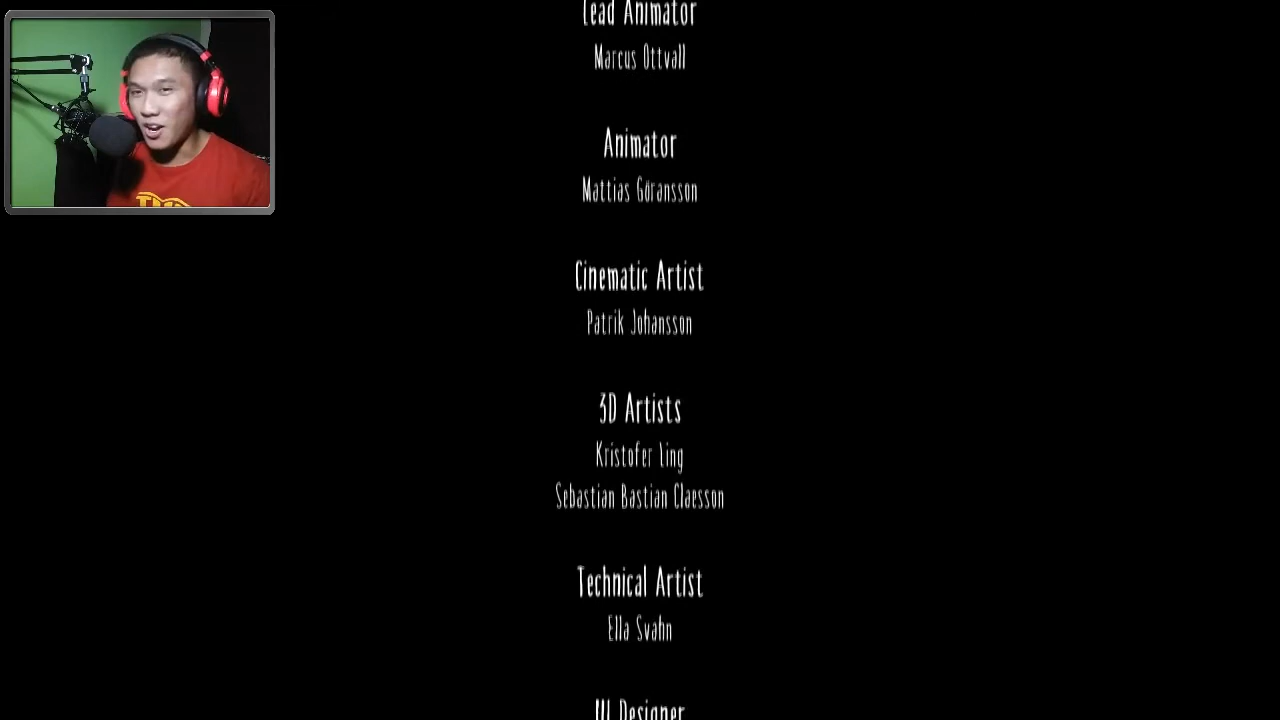 Lead Animator
Marcus Ottvall
Animator
Mattias Göransson
Cinematic Artist
Patrik Johansson
3D Artists
Kristofer Ling
Sebastian Bastian Claesson
Technical Artist
Ella Svahn
UI Designer